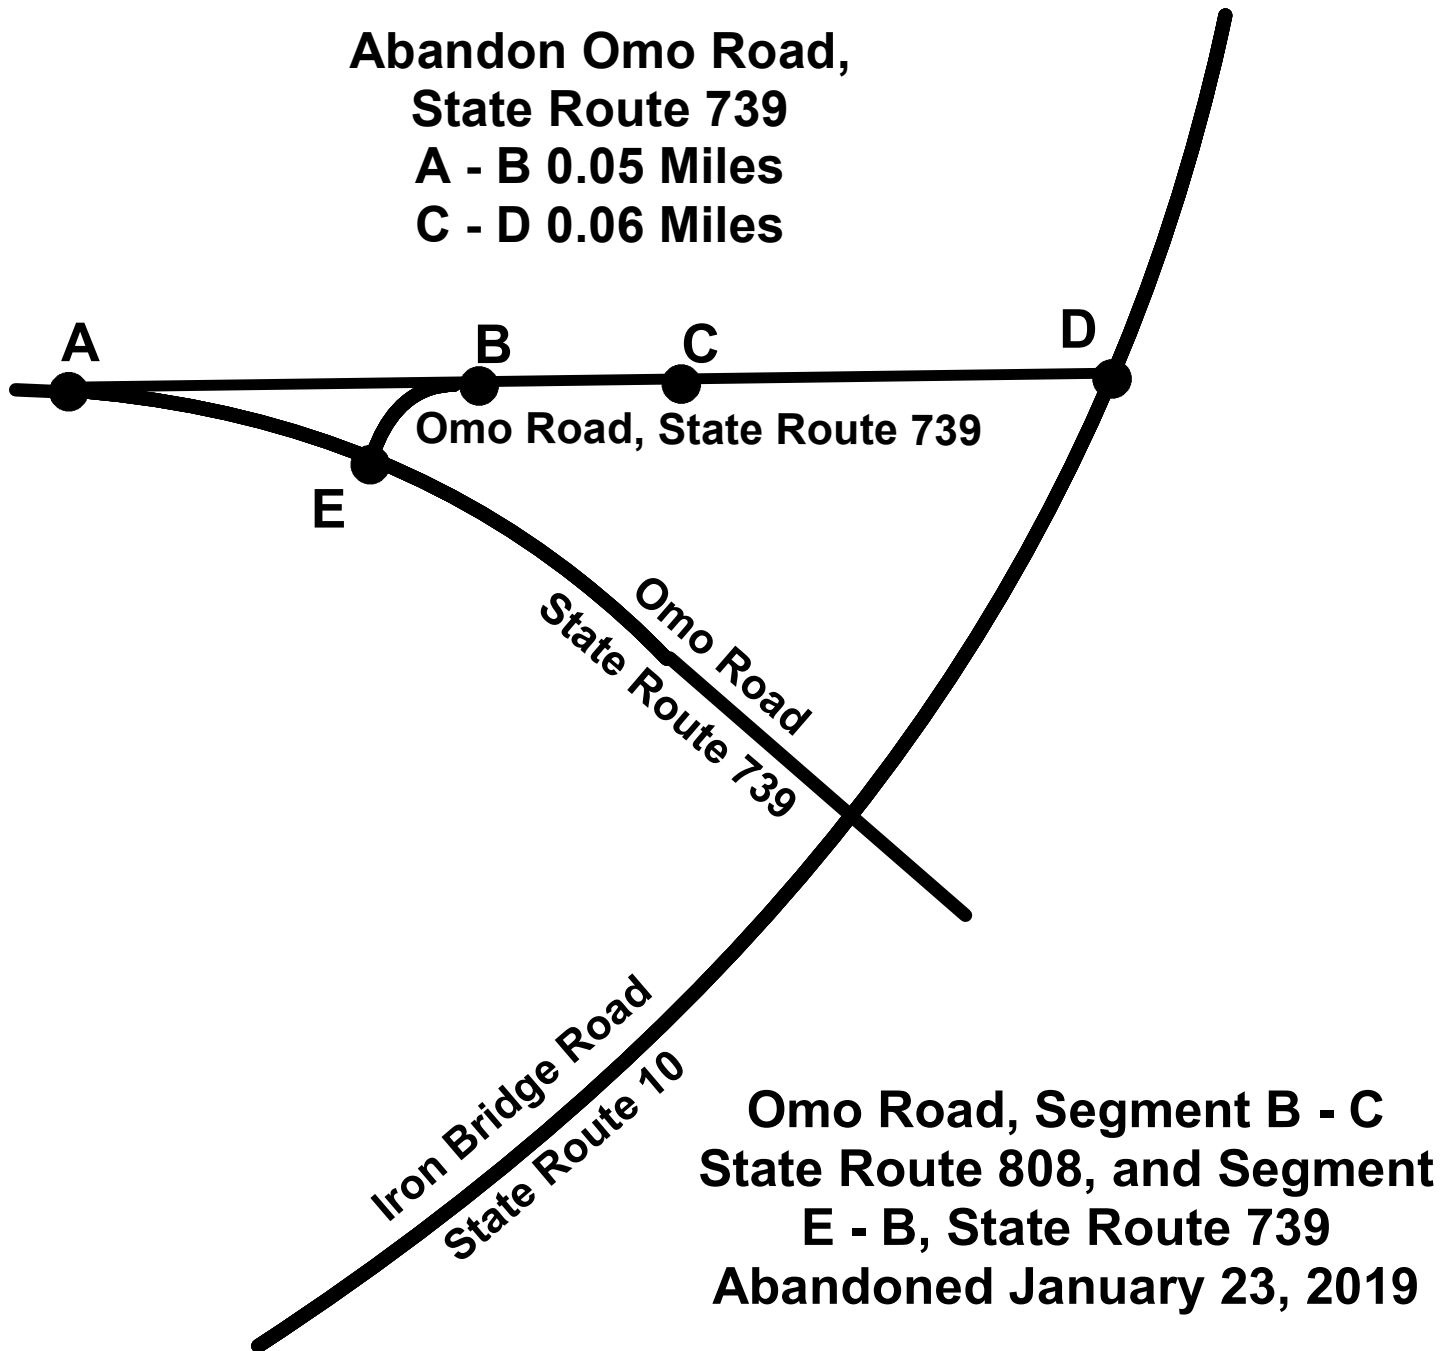 Abandon Omo Road,
State Route 739
A - B 0.05 Miles
C - D 0.06 Miles
A
B
C
D
Omo Road, State Route 739
E
Omo Road
State Route 739
Iron Bridge Road
State Route 10
Omo Road, Segment B - C
State Route 808, and Segment
E - B, State Route 739
Abandoned January 23, 2019